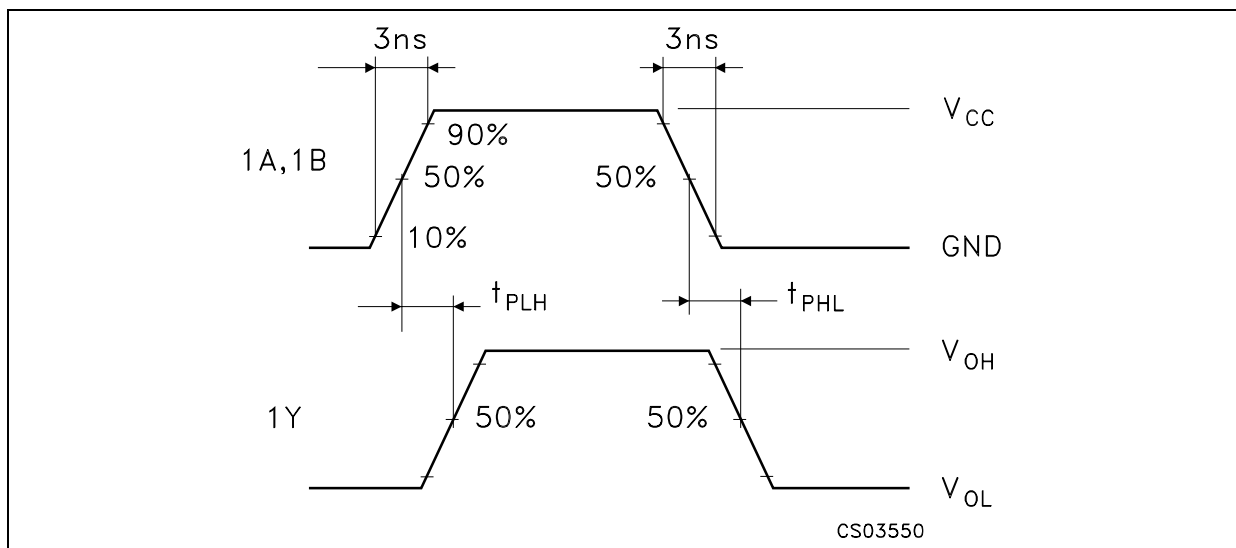 3ns 3ns
V_CC
90%
1A,1B
50% 50%
10%
GND
t_PLH t_PHL
V_OH
1Y
50% 50%
V_OL
CS03550